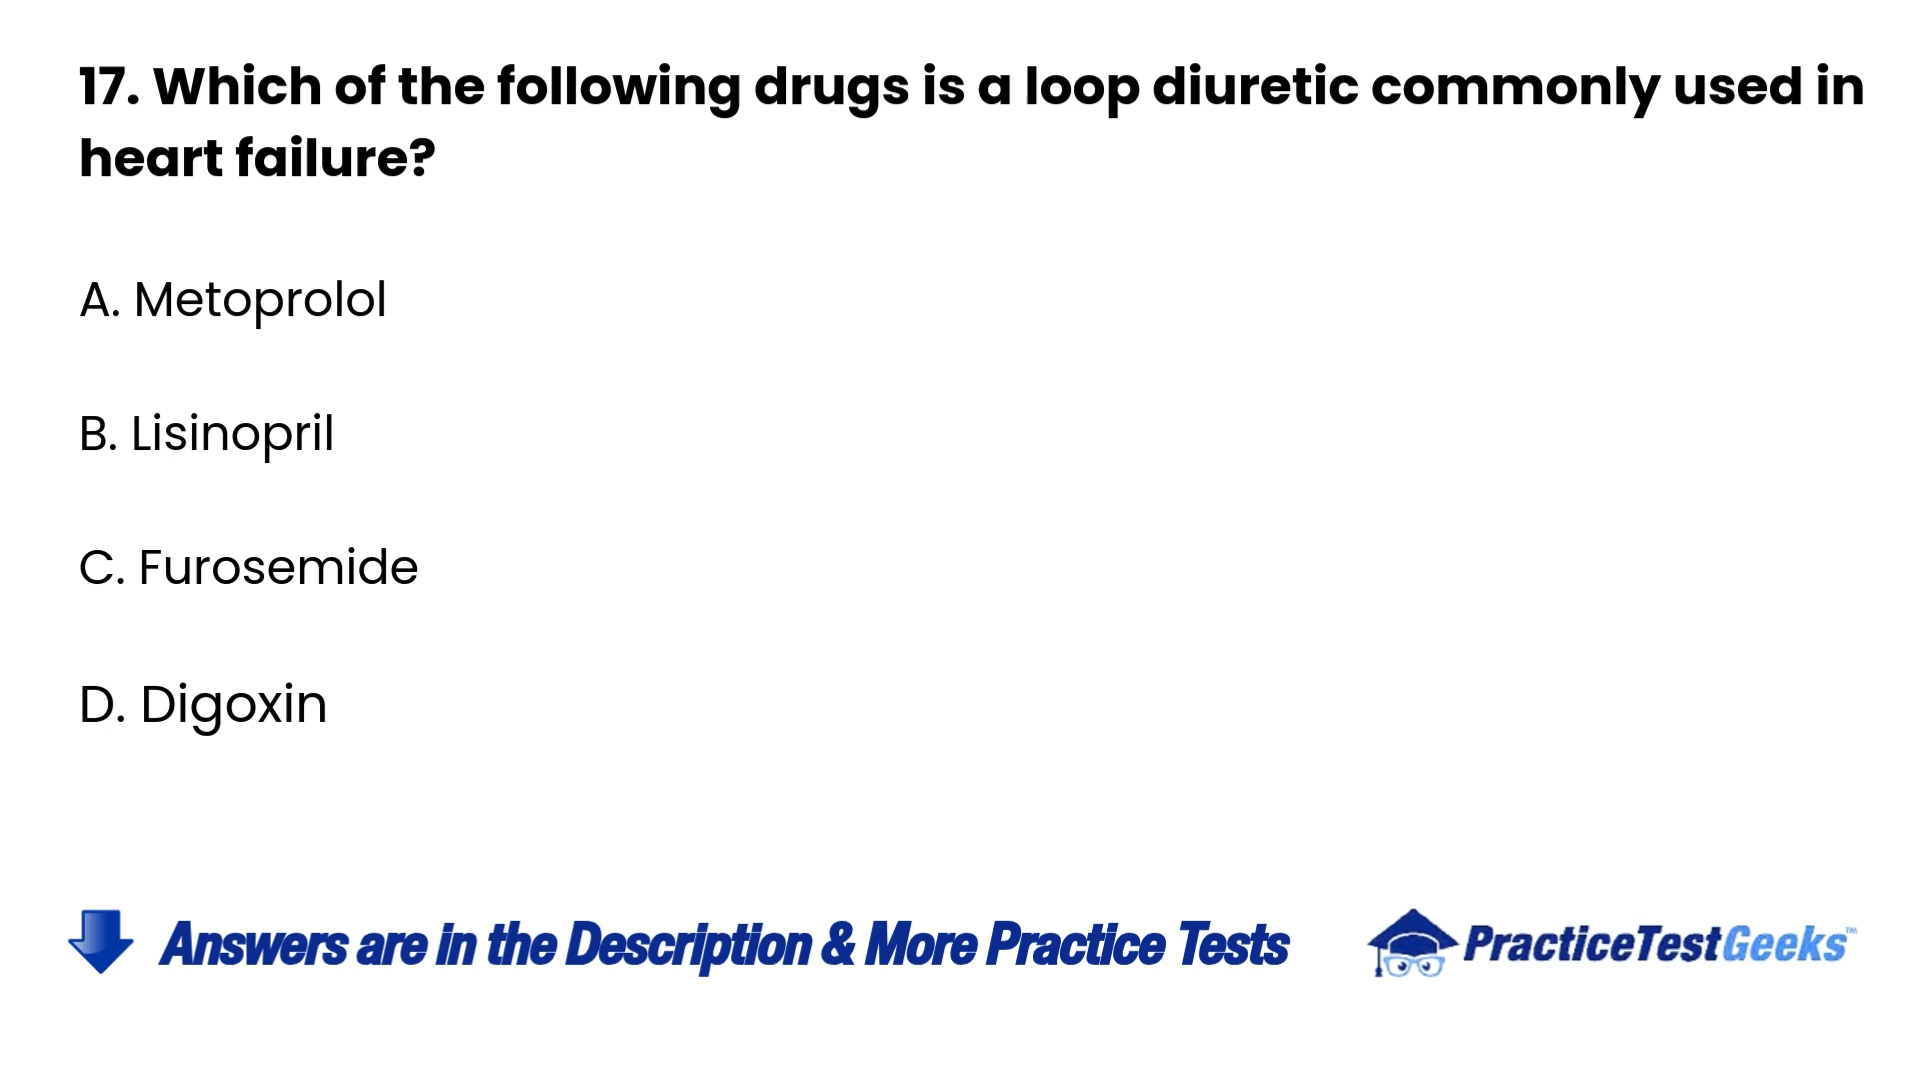 17. Which of the following drugs is a loop diuretic commonly used in
heart failure?
A. Metoprolol
B. Lisinopril
C. Furosemide
D. Digoxin
Answers are in the Description & More Practice Tests
PracticeTestGeeks™